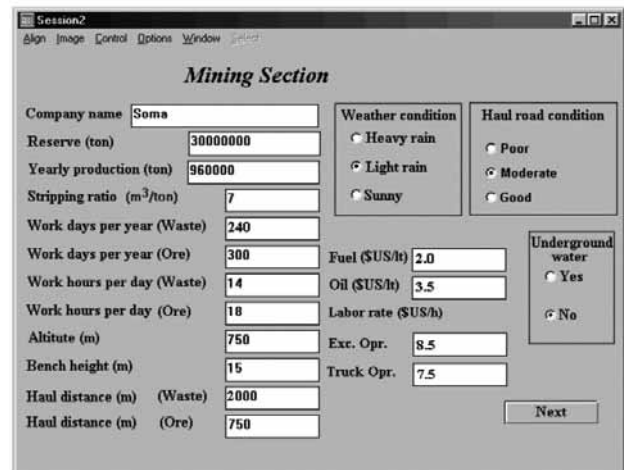 Session2
Align Image Control Options Window Select
Mining Section
Company name Soma
Reserve (ton) 30000000
Yearly production (ton) 960000
Stripping ratio (m³/ton) 7
Work days per year (Waste) 240
Work days per year (Ore) 300
Work hours per day (Waste) 14
Work hours per day (Ore) 18
Altitute (m) 750
Bench height (m) 15
Haul distance (m) (Waste) 2000
Haul distance (m) (Ore) 750
Weather condition
Heavy rain
Light rain
Sunny
Haul road condition
Poor
Moderate
Good
Fuel ($US/lt) 2.0
Oil ($US/lt) 3.5
Labor rate ($US/h)
Exc. Opr. 8.5
Truck Opr. 7.5
Underground
water
Yes
No
Next